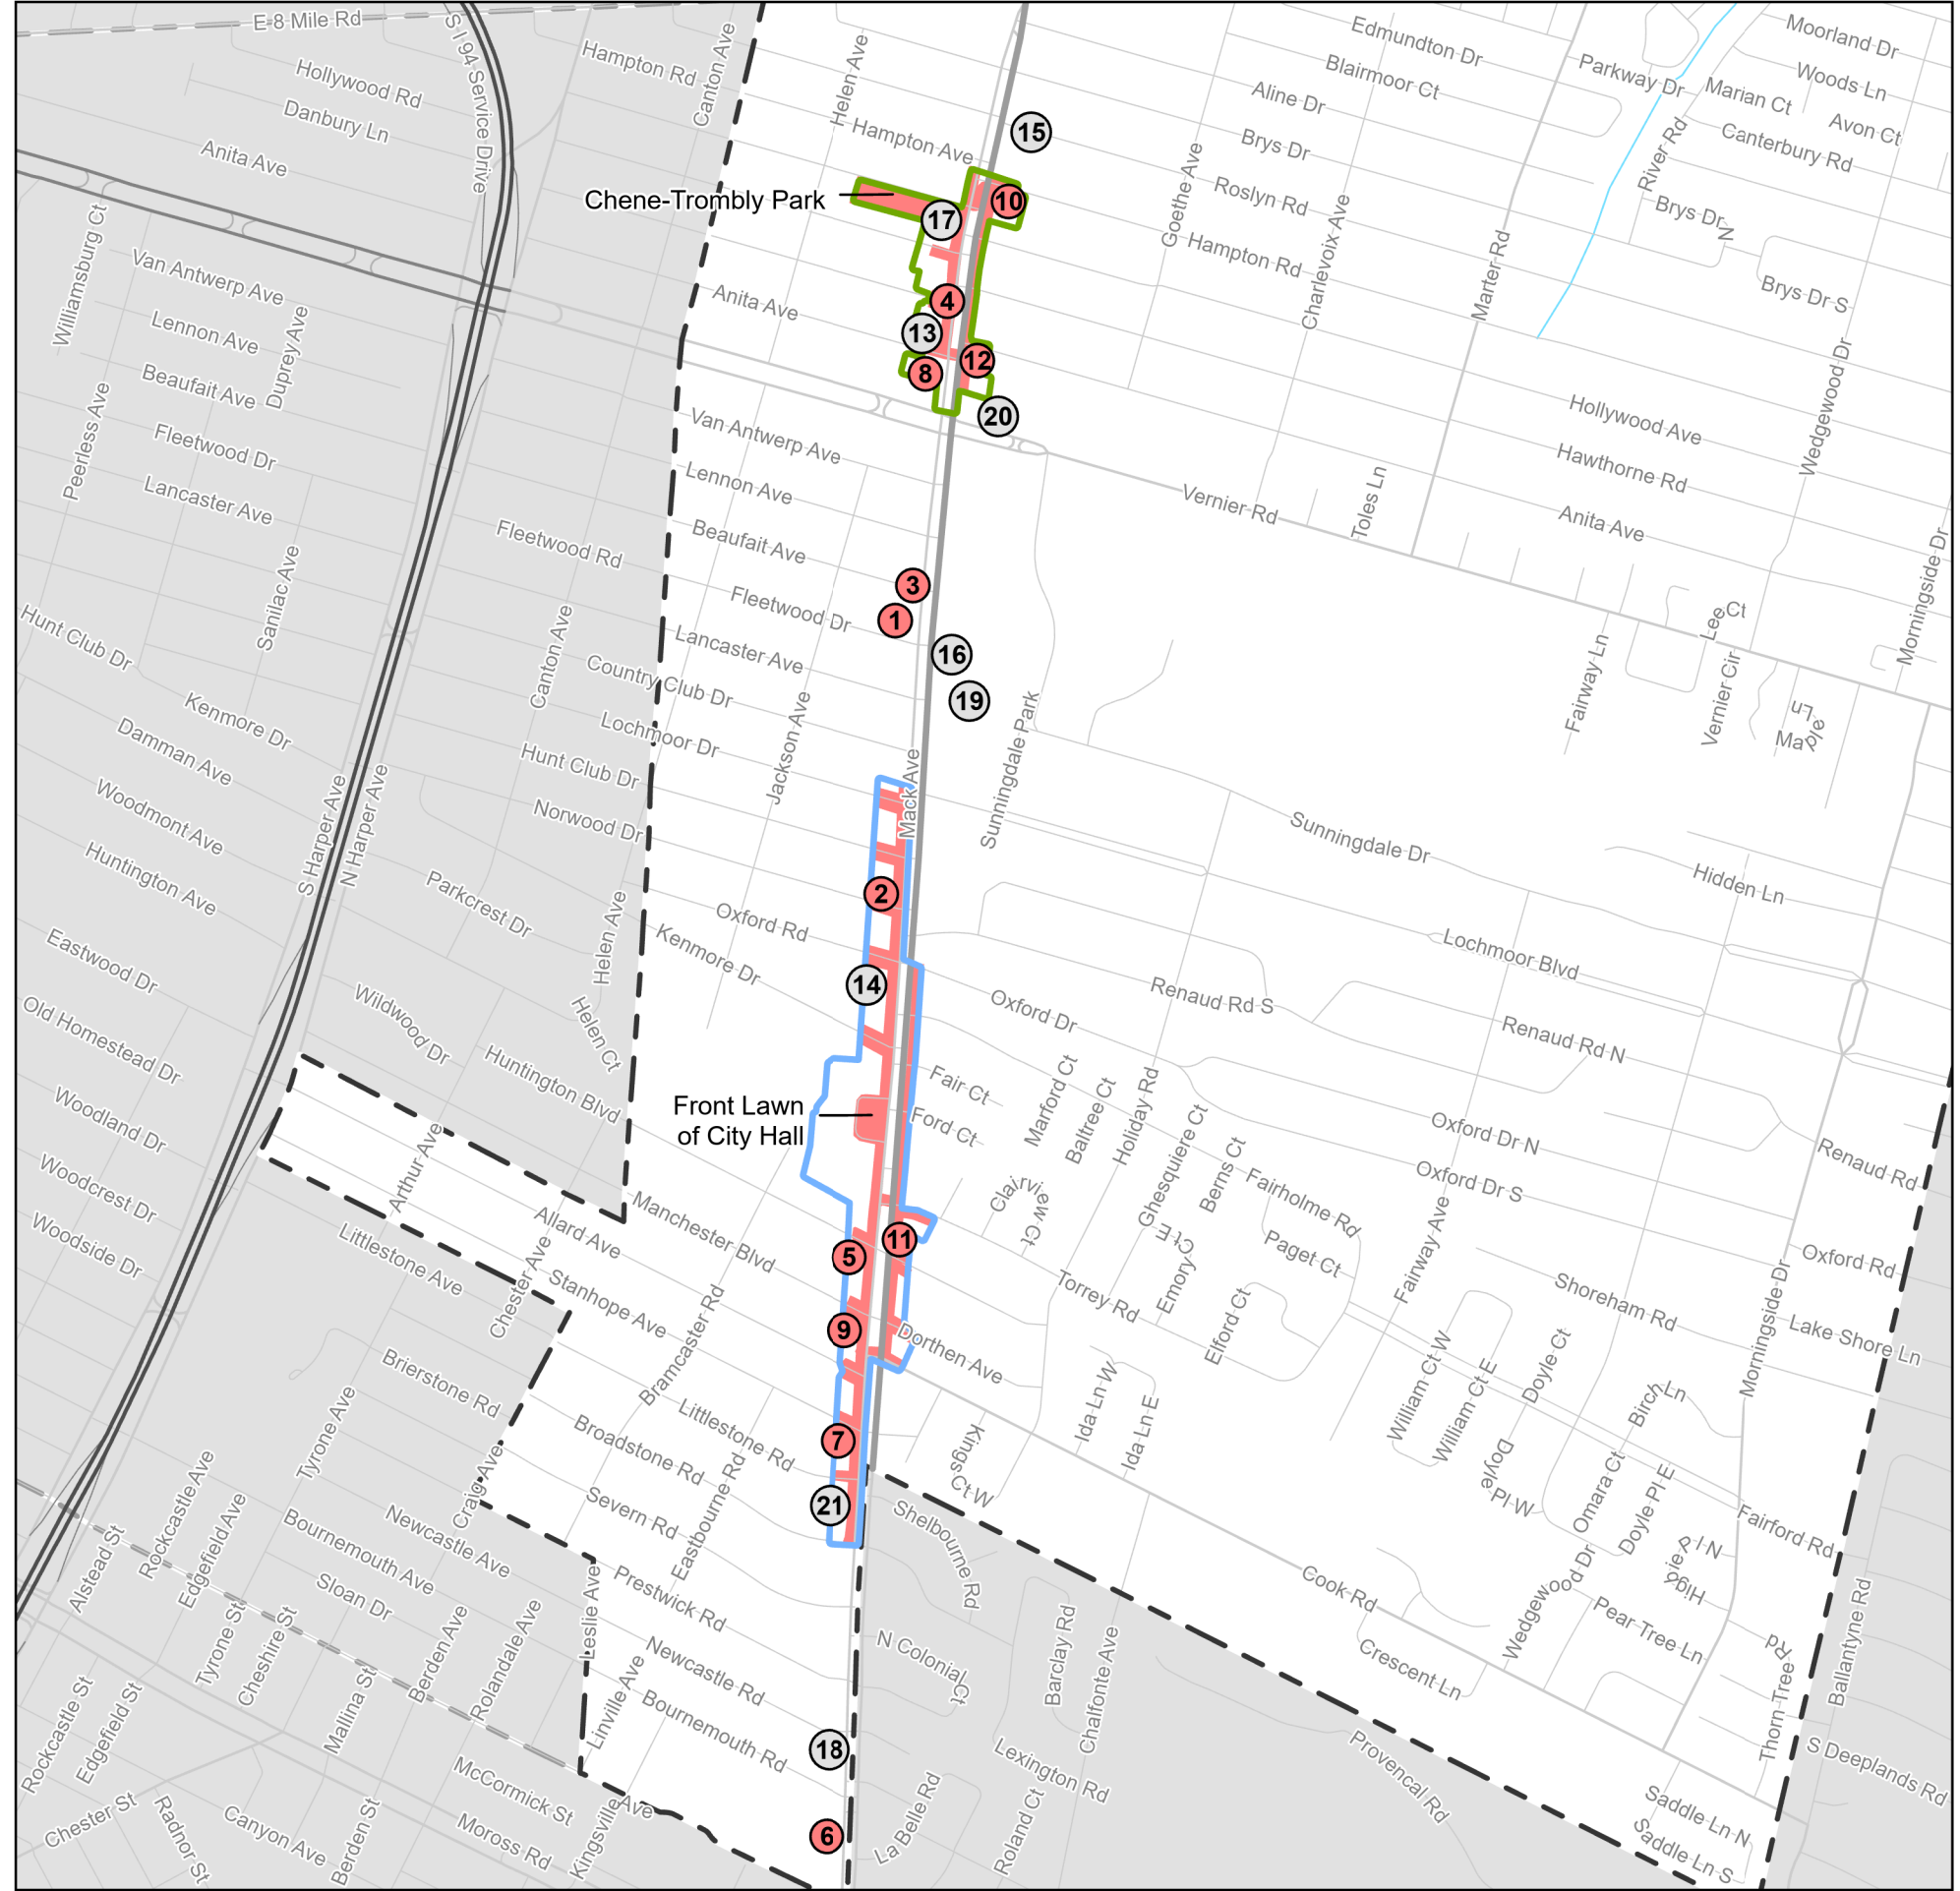 E 8 Mile Rd
S I 94 Service Drive
Hampton Rd
Canton Ave
Helen Ave
Edmundton Dr
Moorland Dr
Hollywood Rd
Blairmoor Ct
Parkway Dr
Woods Ln
Danbury Ln
Aline Dr
Marian Ct
Avon Ct
Hampton Ave
15
Brys Dr
River Rd
Canterbury Rd
Anita Ave
Chene-Trombly Park
10
17
Goethe Ave
Roslyn Rd
Brys Dr N
Williamsburg Ct
Hampton Rd
Charlevoix Ave
Marter Rd
Van Antwerp Ave
Anita Ave
4
Brys Dr S
Lennon Ave
Duprey Ave
13
12
8
Wedgewood Dr
Beaufait Ave
20
Hollywood Ave
Peerless Ave
Van Antwerp Ave
Fleetwood Dr
Hawthorne Rd
Lancaster Ave
Lennon Ave
Vernier Rd
Toles Ln
Anita Ave
Fleetwood Rd
Beaufait Ave
Morningside Dr
Sanilac Ave
3
Fleetwood Dr
1
Lee Ct
Hunt Club Dr
Canton Ave
Lancaster Ave
16
Fairway Ln
Country Club Dr
19
Vernier Cir
Kenmore Dr
Lochmoor Dr
Jackson Ave
Sunningdale Park
Maple Ln
Damman Ave
Hunt Club Dr
Mack Ave
Woodmont Ave
S Harper Ave
N Harper Ave
Norwood Dr
Sunningdale Dr
Huntington Ave
Parkcrest Dr
2
Hidden Ln
Oxford Rd
Helen Ave
Kenmore Dr
Lochmoor Blvd
Eastwood Dr
14
Renaud Rd S
Oxford Dr
Wildwood Dr
Helen Ct
Renaud Rd N
Old Homestead Dr
Huntington Blvd
Fair Ct
Marford Ct
Baltree Ct
Holiday Rd
Front Lawn
of City Hall
Ford Ct
Woodland Dr
Ghesquiere Ct
Berns Ct
Oxford Dr N
Renaud Rd
Arthur Ave
Woodcrest Dr
Clairview Ct
Fairholme Rd
Oxford Dr S
Manchester Blvd
Allard Ave
11
Emory Ct E
Paget Ct
Fairway Ave
Woodside Dr
Littlestone Ave
5
Oxford Rd
Chester Ave
Stanhope Ave
Torrey Rd
Shoreham Rd
Morningside Dr
Bramcaster Rd
9
Dorthen Ave
Elford Ct
Lake Shore Ln
Brierstone Rd
Ida Ln W
Ida Ln E
William Ct W
William Ct E
Doyle Ct
Birch Ln
Tyrone Ave
Littlestone Rd
7
Kings Ct W
Doyle Pl W
Omara Ct
Doyle Pl E
Broadstone Rd
Rockcastle Ave
Craig Ave
Eastbourne Rd
21
Edgefield Ave
Severn Rd
Shelbourne Rd
Fairford Rd
Newcastle Ave
Bournemouth Ave
Alstead St
Sloan Dr
Leslie Ave
Prestwick Rd
Cook Rd
Wedgewood Dr
Ballantyne Rd
Tyrone St
Cheshire St
Berden Ave
Rolandale Ave
N Colonial Ct
Barclay Rd
Chalfonte Ave
Pear Tree Ln
Newcastle Rd
Crescent Ln
Thorn Tree Rd
Rockcastle St
Edgefield St
Mallina St
Linville Ave
Bournemouth Rd
18
Lexington Rd
Provencal Rd
S Deeplands Rd
McCormick St
Kingsville Ave
Chester St
Radnor St
Canyon Ave
Berden St
Moross Rd
6
La Belle Rd
Roland Ct
Saddle Ln N
Saddle Ln S